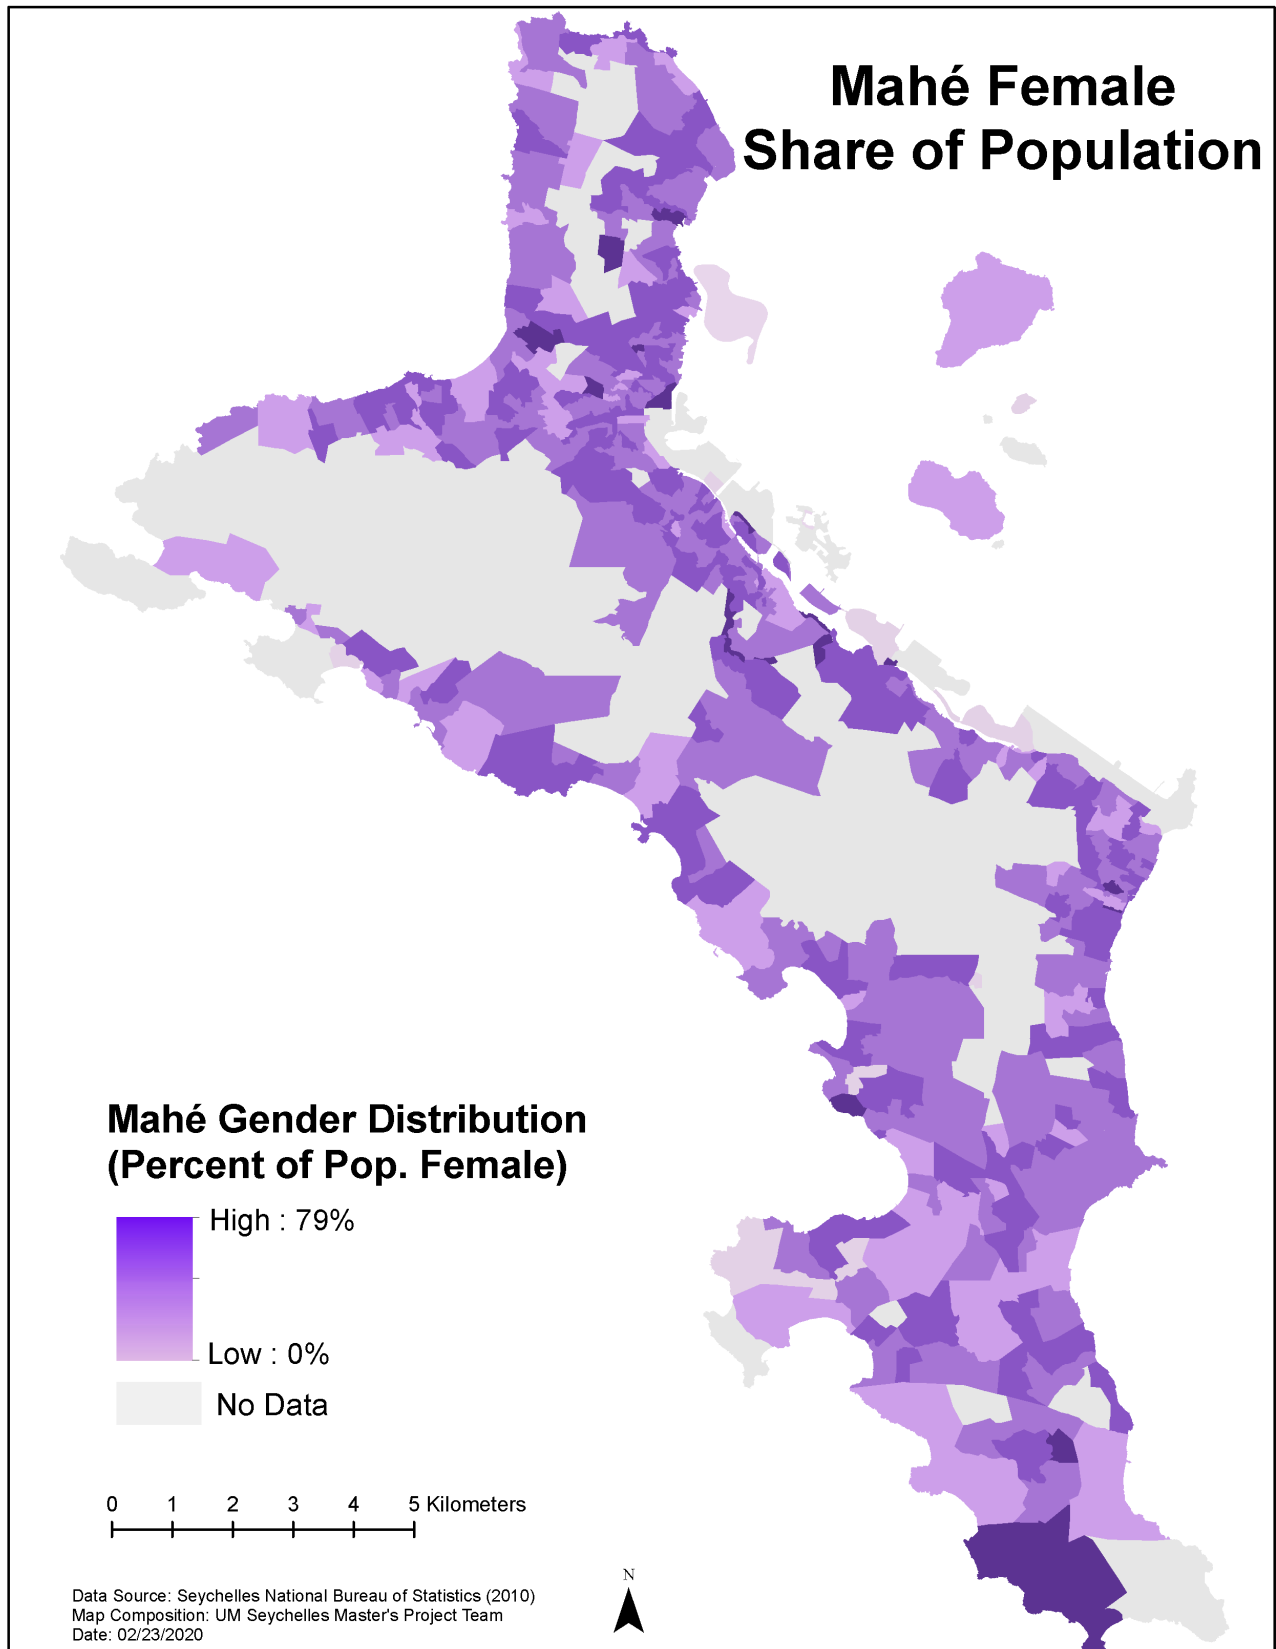 Mahé Female
Share of Population
Mahé Gender Distribution
(Percent of Pop. Female)
High : 79%
Low : 0%
No Data
0 1 2 3 4 5 Kilometers
Data Source: Seychelles National Bureau of Statistics (2010)
Map Composition: UM Seychelles Master's Project Team
Date: 02/23/2020
N